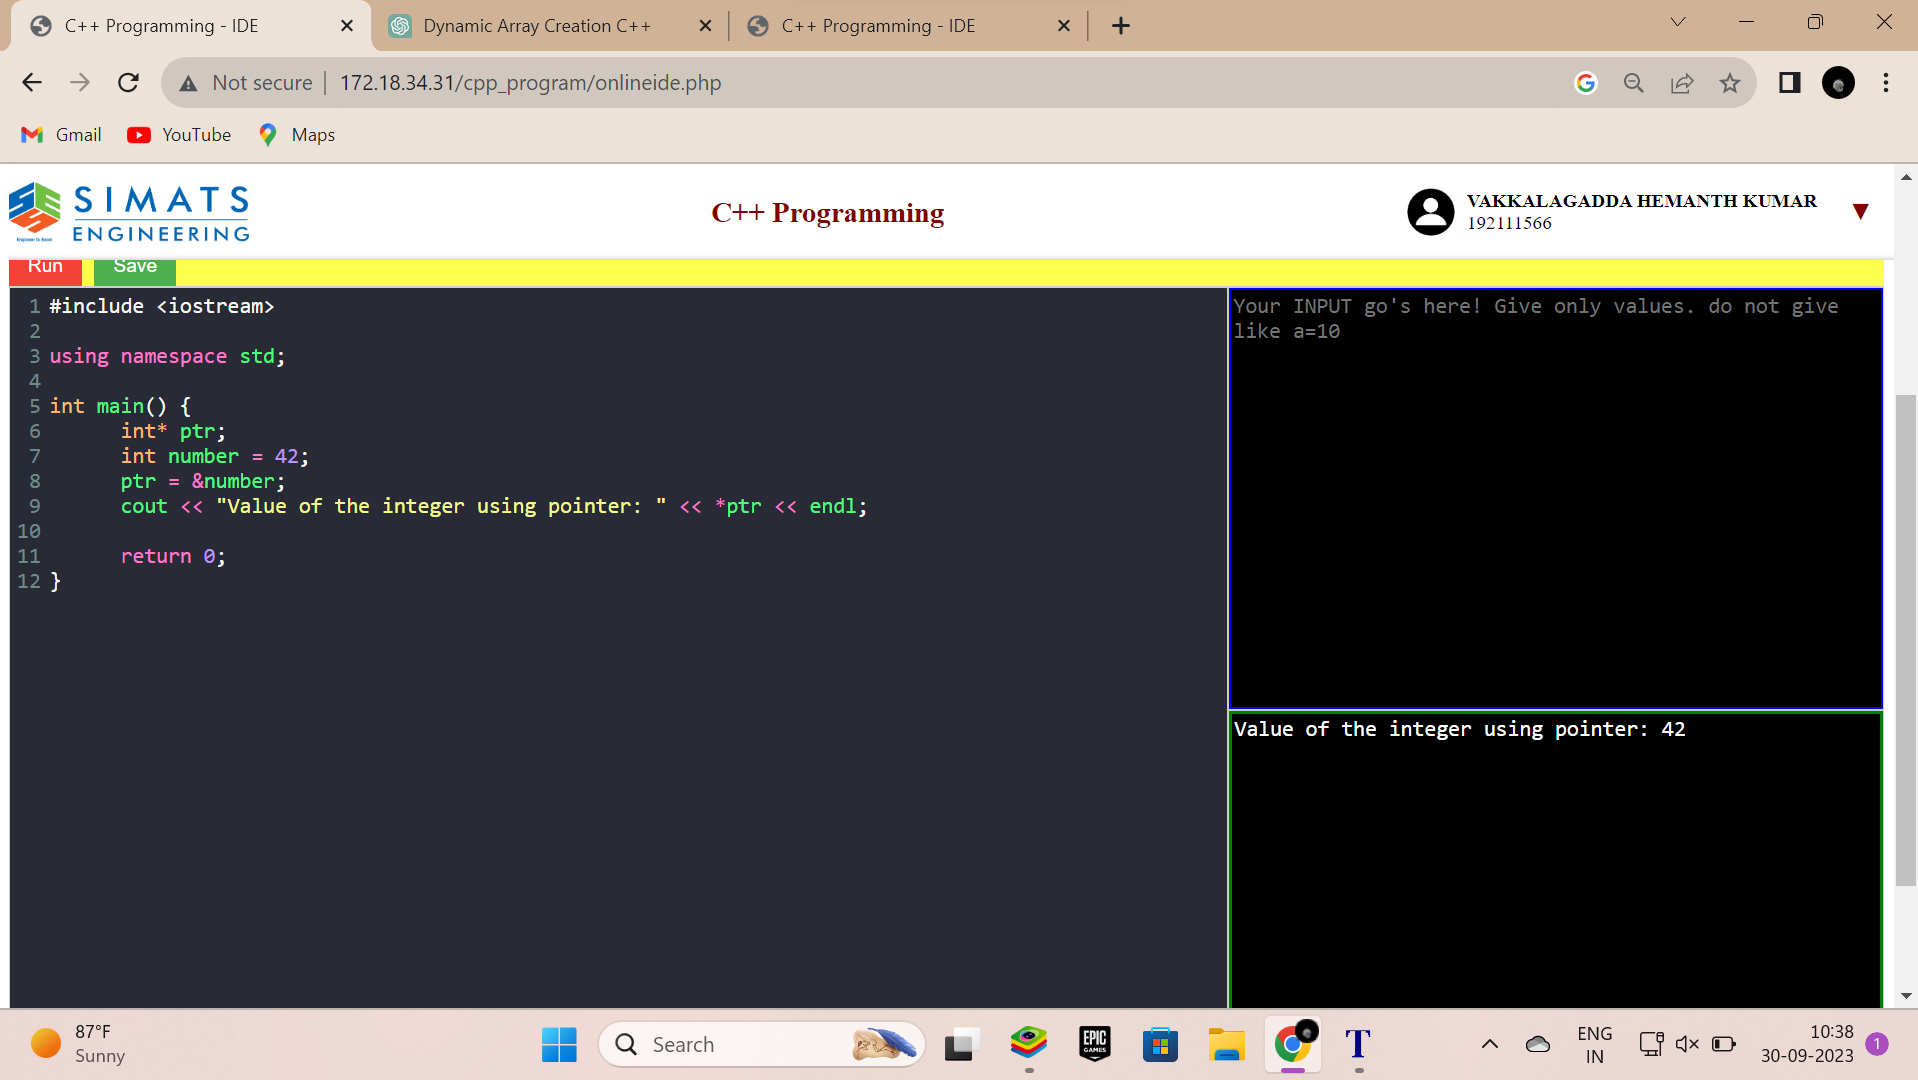 C++ Programming - IDE
Dynamic Array Creation C++
C++ Programming - IDE
Not secure
172.18.34.31/cpp_program/onlineide.php
Gmail
YouTube
Maps
SIMATS
ENGINEERING
Engineer to Excel
C++ Programming
VAKKALAGADDA HEMANTH KUMAR
192111566
Run
Save
1 #include <iostream>
2
3 using namespace std;
4
5 int main() {
6 int* ptr;
7 int number = 42;
8 ptr = &number;
9 cout << "Value of the integer using pointer: " << *ptr << endl;
10
11 return 0;
12 }
Your INPUT go's here! Give only values. do not give
like a=10
Value of the integer using pointer: 42
87°F
Sunny
Search
EPIC
GAMES
T
ENG
IN
10:38
30-09-2023
1